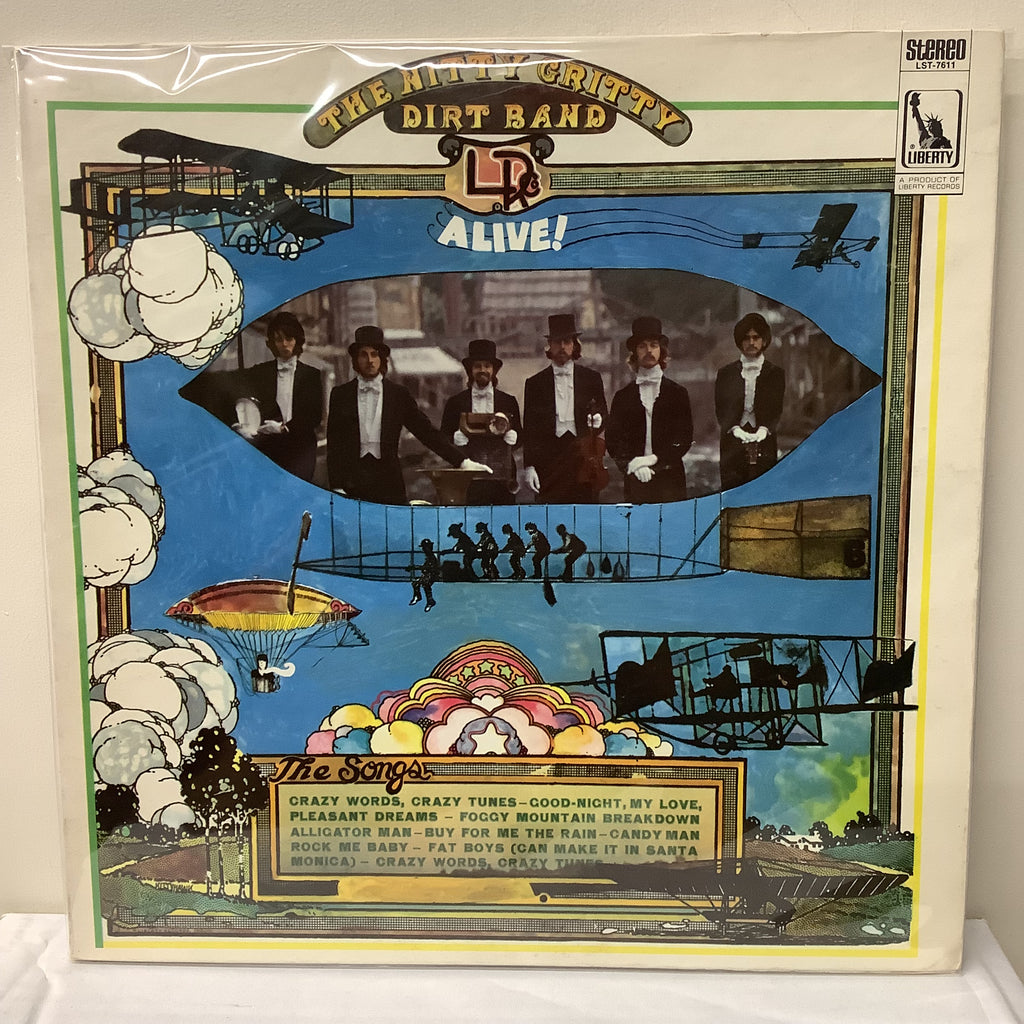 THE NITTY GRITTY
DIRT BAND
ALIVE!
STEREO
LST-7611
® LIBERTY
A PRODUCT OF
LIBERTY RECORDS
The Songs
CRAZY WORDS, CRAZY TUNES—GOOD-NIGHT, MY LOVE,
PLEASANT DREAMS — FOGGY MOUNTAIN BREAKDOWN
ALLIGATOR MAN—BUY FOR ME THE RAIN—CANDY MAN
ROCK ME BABY — FAT BOYS (CAN MAKE IT IN SANTA
MONICA) — CRAZY WORDS, CRAZY TUNES